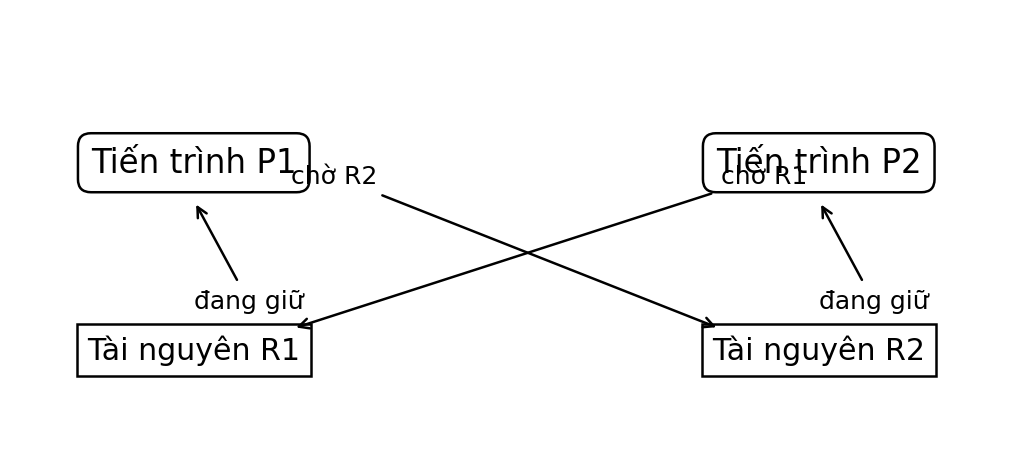 Tiến trình P1
Tiến trình P2
chờ R2
chờ R1
đang giữ
đang giữ
Tài nguyên R1
Tài nguyên R2